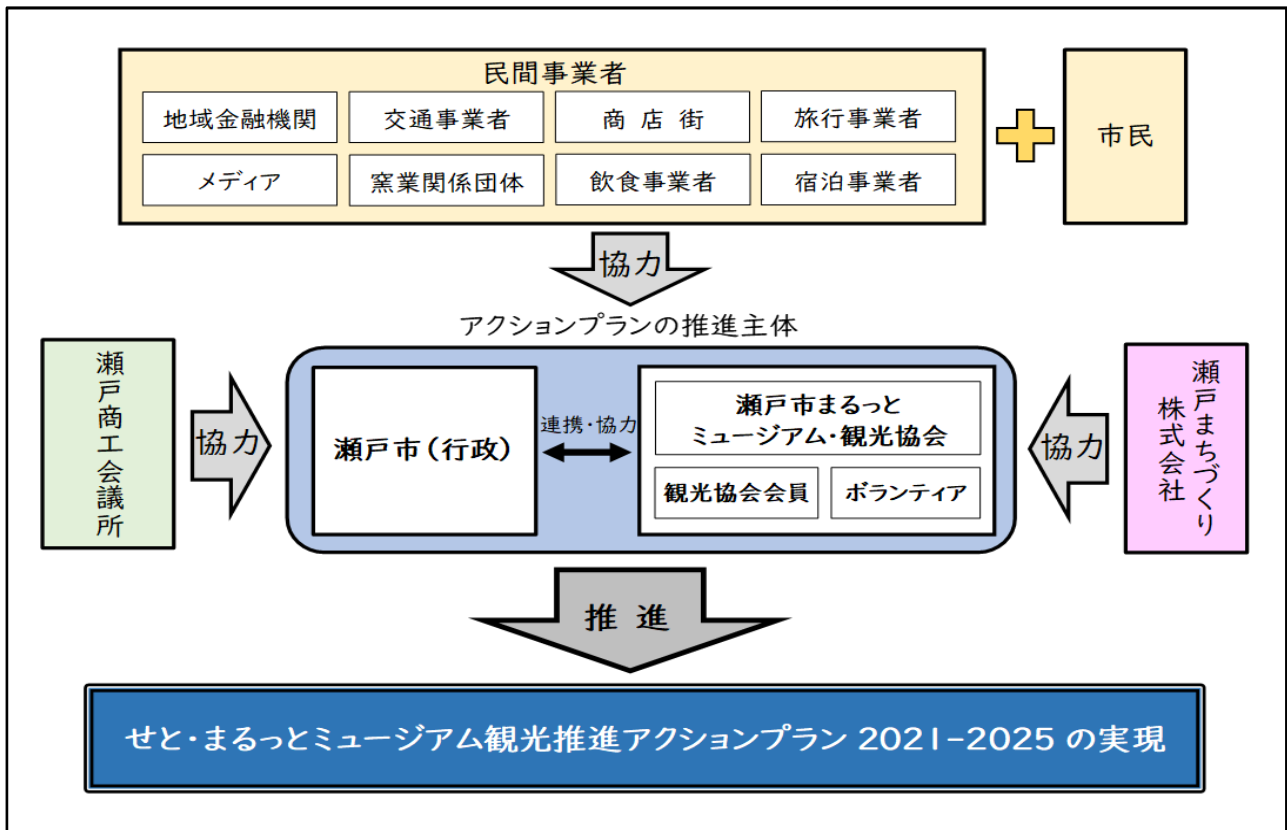 民間事業者
地域金融機関
交通事業者
商店街
旅行事業者
メディア
窯業関係団体
飲食事業者
宿泊事業者
市民
協力
アクションプランの推進主体
瀬戸商工会議所
協力
瀬戸市(行政)
連携・協力
瀬戸市まるっと
ミュージアム・観光協会
観光協会会員
ボランティア
協力
瀬戸まちづくり
株式会社
推進
せと・まるっとミュージアム観光推進アクションプラン 2021-2025 の実現